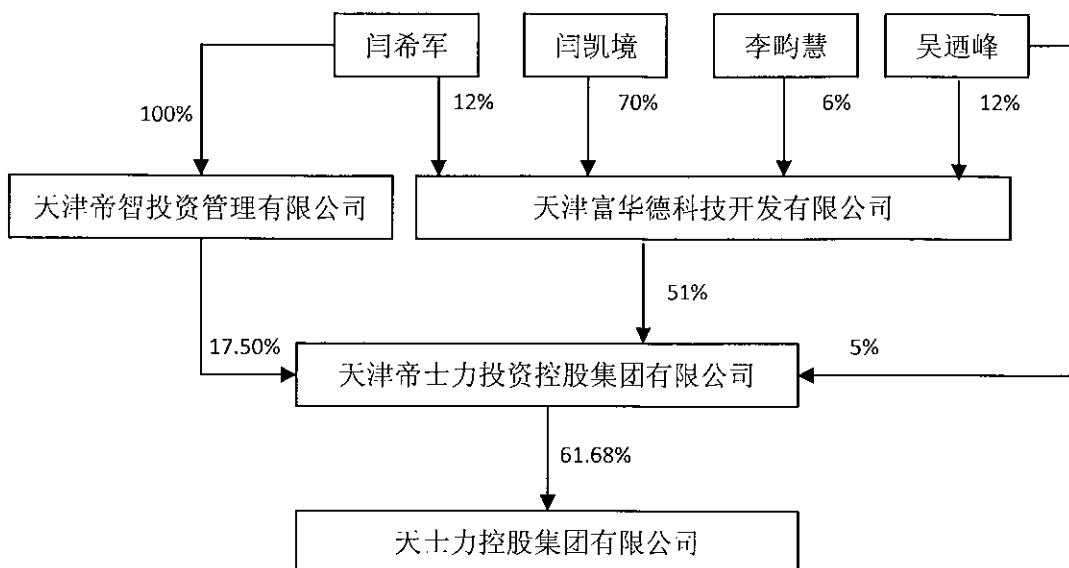 闫希军
闫凯境
李畇慧
吴迺峰
100%
12%
70%
6%
12%
天津帝智投资管理有限公司
天津富华德科技开发有限公司
51%
17.50%
5%
天津帝士力投资控股集团有限公司
61.68%
天士力控股集团有限公司